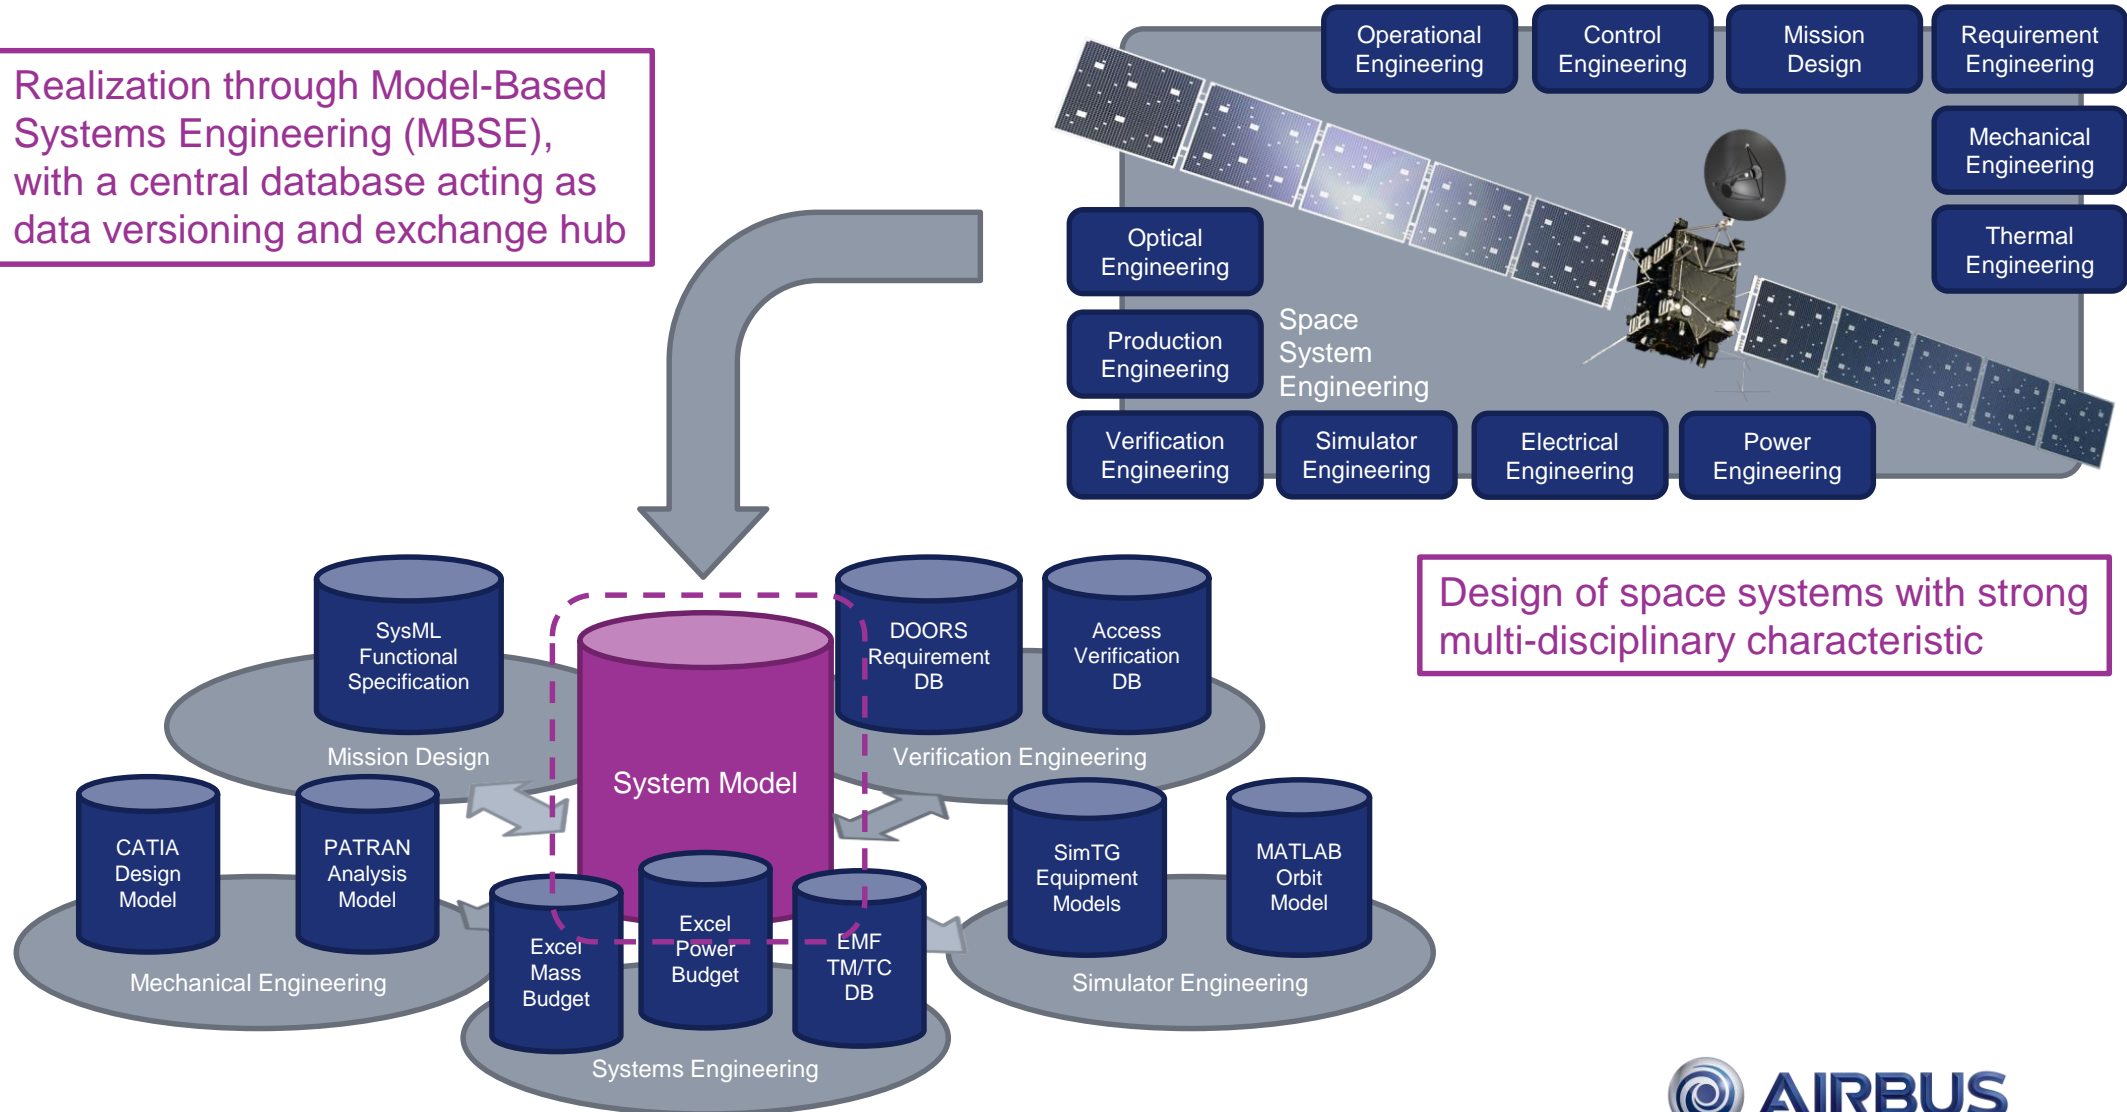 Realization through Model-Based
Systems Engineering (MBSE),
with a central database acting as
data versioning and exchange hub
Operational
Engineering
Control
Engineering
Mission
Design
Requirement
Engineering
Mechanical
Engineering
Thermal
Engineering
Optical
Engineering
Production
Engineering
Space
System
Engineering
Verification
Engineering
Simulator
Engineering
Electrical
Engineering
Power
Engineering
Design of space systems with strong
multi-disciplinary characteristic
SysML
Functional
Specification
Mission Design
System Model
DOORS
Requirement
DB
Access
Verification
DB
Verification Engineering
CATIA
Design
Model
PATRAN
Analysis
Model
Mechanical Engineering
Excel
Mass
Budget
Excel
Power
Budget
EMF
TM/TC
DB
Systems Engineering
SimTG
Equipment
Models
MATLAB
Orbit
Model
Simulator Engineering
AIRBUS